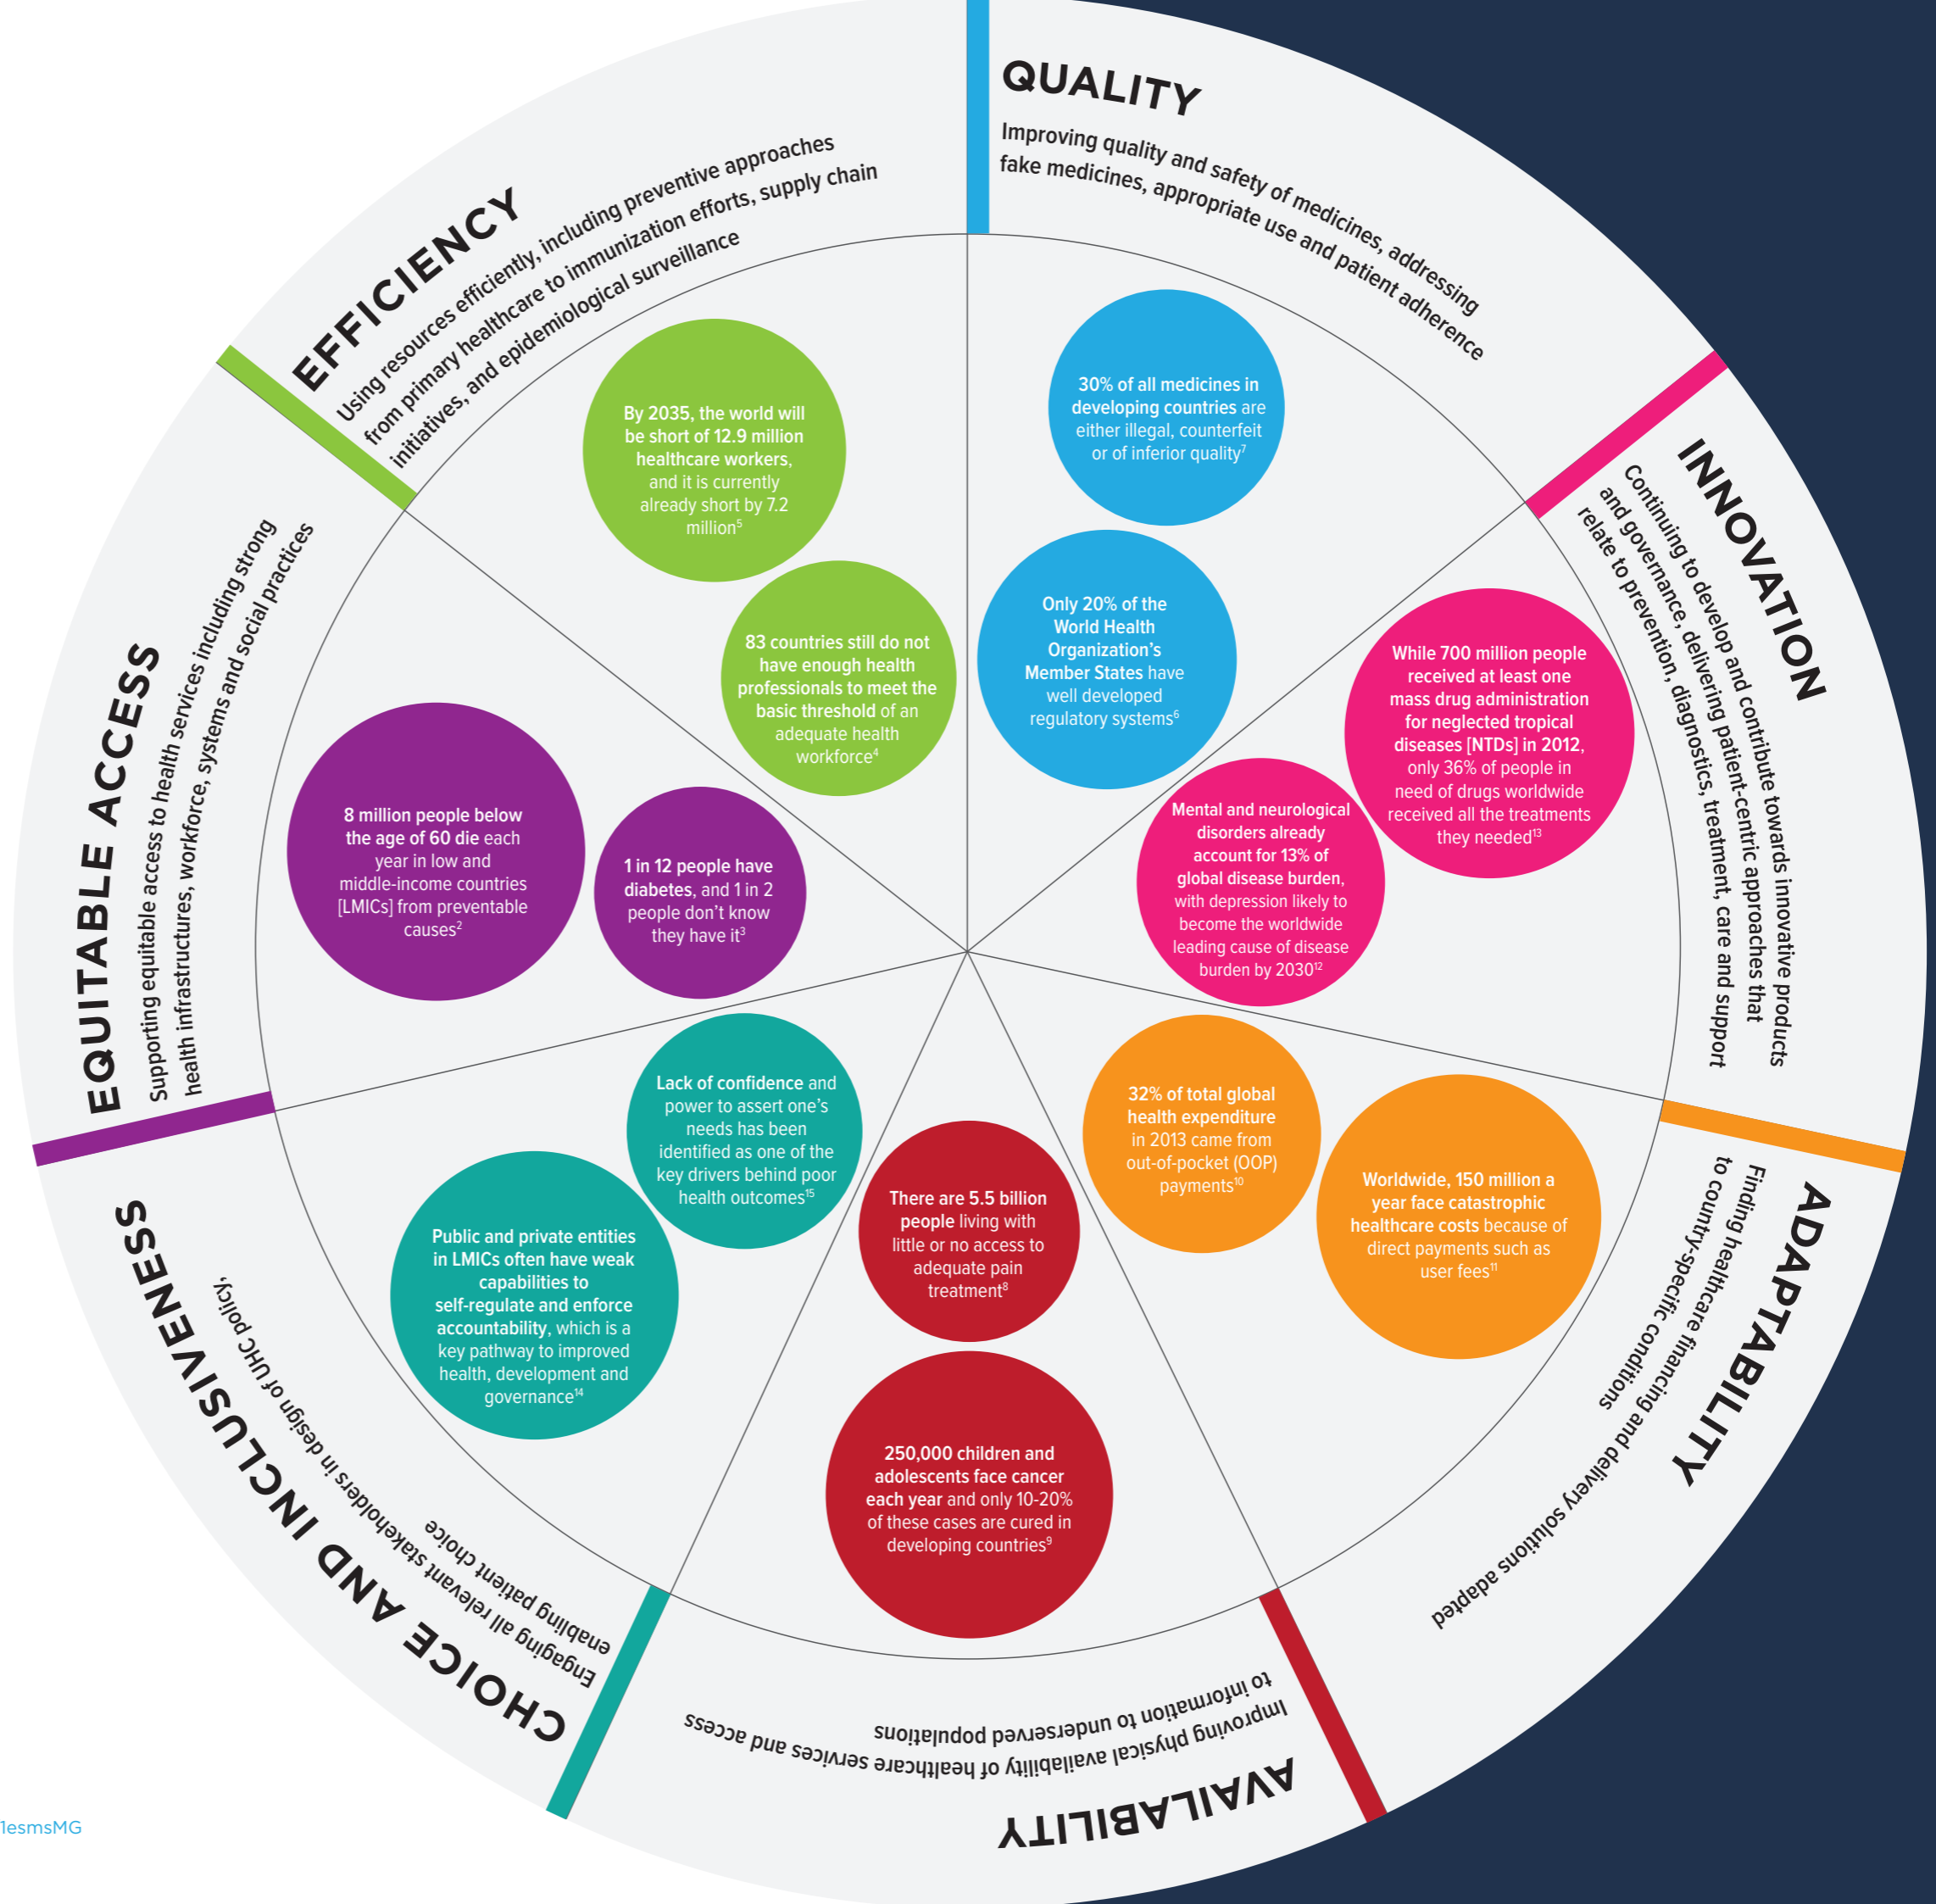 QUALITY
Improving quality and safety of medicines, addressing
fake medicines, appropriate use and patient adherence
30% of all medicines in
developing countries are
either illegal, counterfeit
or of inferior quality⁷
Only 20% of the
World Health
Organization’s
Member States have
well developed
regulatory systems⁶
INNOVATION
Continuing to develop and contribute towards innovative products
and governance, delivering patient-centric approaches that
relate to prevention, diagnostics, treatment, care and support
While 700 million people
received at least one
mass drug administration
for neglected tropical
diseases [NTDs] in 2012,
only 36% of people in
need of drugs worldwide
received all the treatments
they needed¹³
Mental and neurological
disorders already
account for 13% of
global disease burden,
with depression likely to
become the worldwide
leading cause of disease
burden by 2030¹²
ADAPTABILITY
Finding healthcare financing and delivery solutions adapted
to country-specific conditions
32% of total global
health expenditure
in 2013 came from
out-of-pocket (OOP)
payments¹⁰
Worldwide, 150 million a
year face catastrophic
healthcare costs because of
direct payments such as
user fees¹¹
AVAILABILITY
Improving physical availability of healthcare services and access
to information to underserved populations
There are 5.5 billion
people living with
little or no access to
adequate pain
treatment⁸
250,000 children and
adolescents face cancer
each year and only 10-20%
of these cases are cured in
developing countries⁹
CHOICE AND INCLUSIVENESS
Engaging all relevant stakeholders in design of UHC policy,
enabling patient choice
Lack of confidence and
power to assert one’s
needs has been
identified as one of the
key drivers behind poor
health outcomes¹⁵
Public and private entities
in LMICs often have weak
capabilities to
self-regulate and enforce
accountability, which is a
key pathway to improved
health, development and
governance¹⁴
EQUITABLE ACCESS
Supporting equitable access to health services including strong
health infrastructures, workforce, systems and social practices
8 million people below
the age of 60 die each
year in low and
middle-income countries
[LMICs] from preventable
causes²
1 in 12 people have
diabetes, and 1 in 2
people don’t know
they have it³
EFFICIENCY
Using resources efficiently, including preventive approaches
from primary healthcare to immunization efforts, supply chain
initiatives, and epidemiological surveillance
By 2035, the world will
be short of 12.9 million
healthcare workers,
and it is currently
already short by 7.2
million⁵
83 countries still do not
have enough health
professionals to meet the
basic threshold of an
adequate health
workforce⁴
1esmsMG